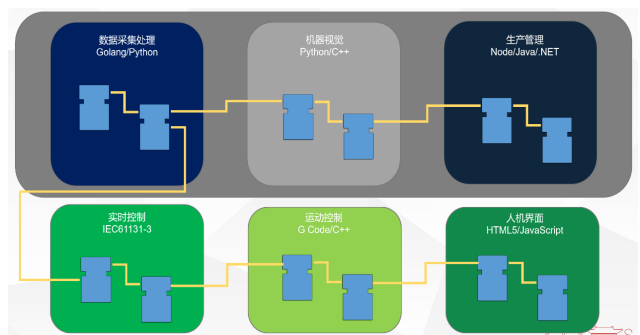 数据采集处理
Golang/Python
机器视觉
Python/C++
生产管理
Node/Java/.NET
实时控制
IEC61131-3
运动控制
G Code/C++
人机界面
HTML5/JavaScript